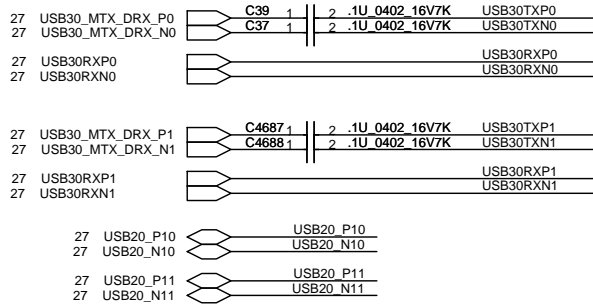 27 USB30_MTX_DRX_P0 C39 1 2 .1U_0402_16V7K USB30TXP0
27 USB30_MTX_DRX_N0 C37 1 2 .1U_0402_16V7K USB30TXN0
27 USB30RXP0 USB30RXP0
27 USB30RXN0 USB30RXN0
27 USB30_MTX_DRX_P1 C4687 1 2 .1U_0402_16V7K USB30TXP1
27 USB30_MTX_DRX_N1 C4688 1 2 .1U_0402_16V7K USB30TXN1
27 USB30RXP1 USB30RXP1
27 USB30RXN1 USB30RXN1
27 USB20_P10 USB20_P10
27 USB20_N10 USB20_N10
27 USB20_P11 USB20_P11
27 USB20_N11 USB20_N11